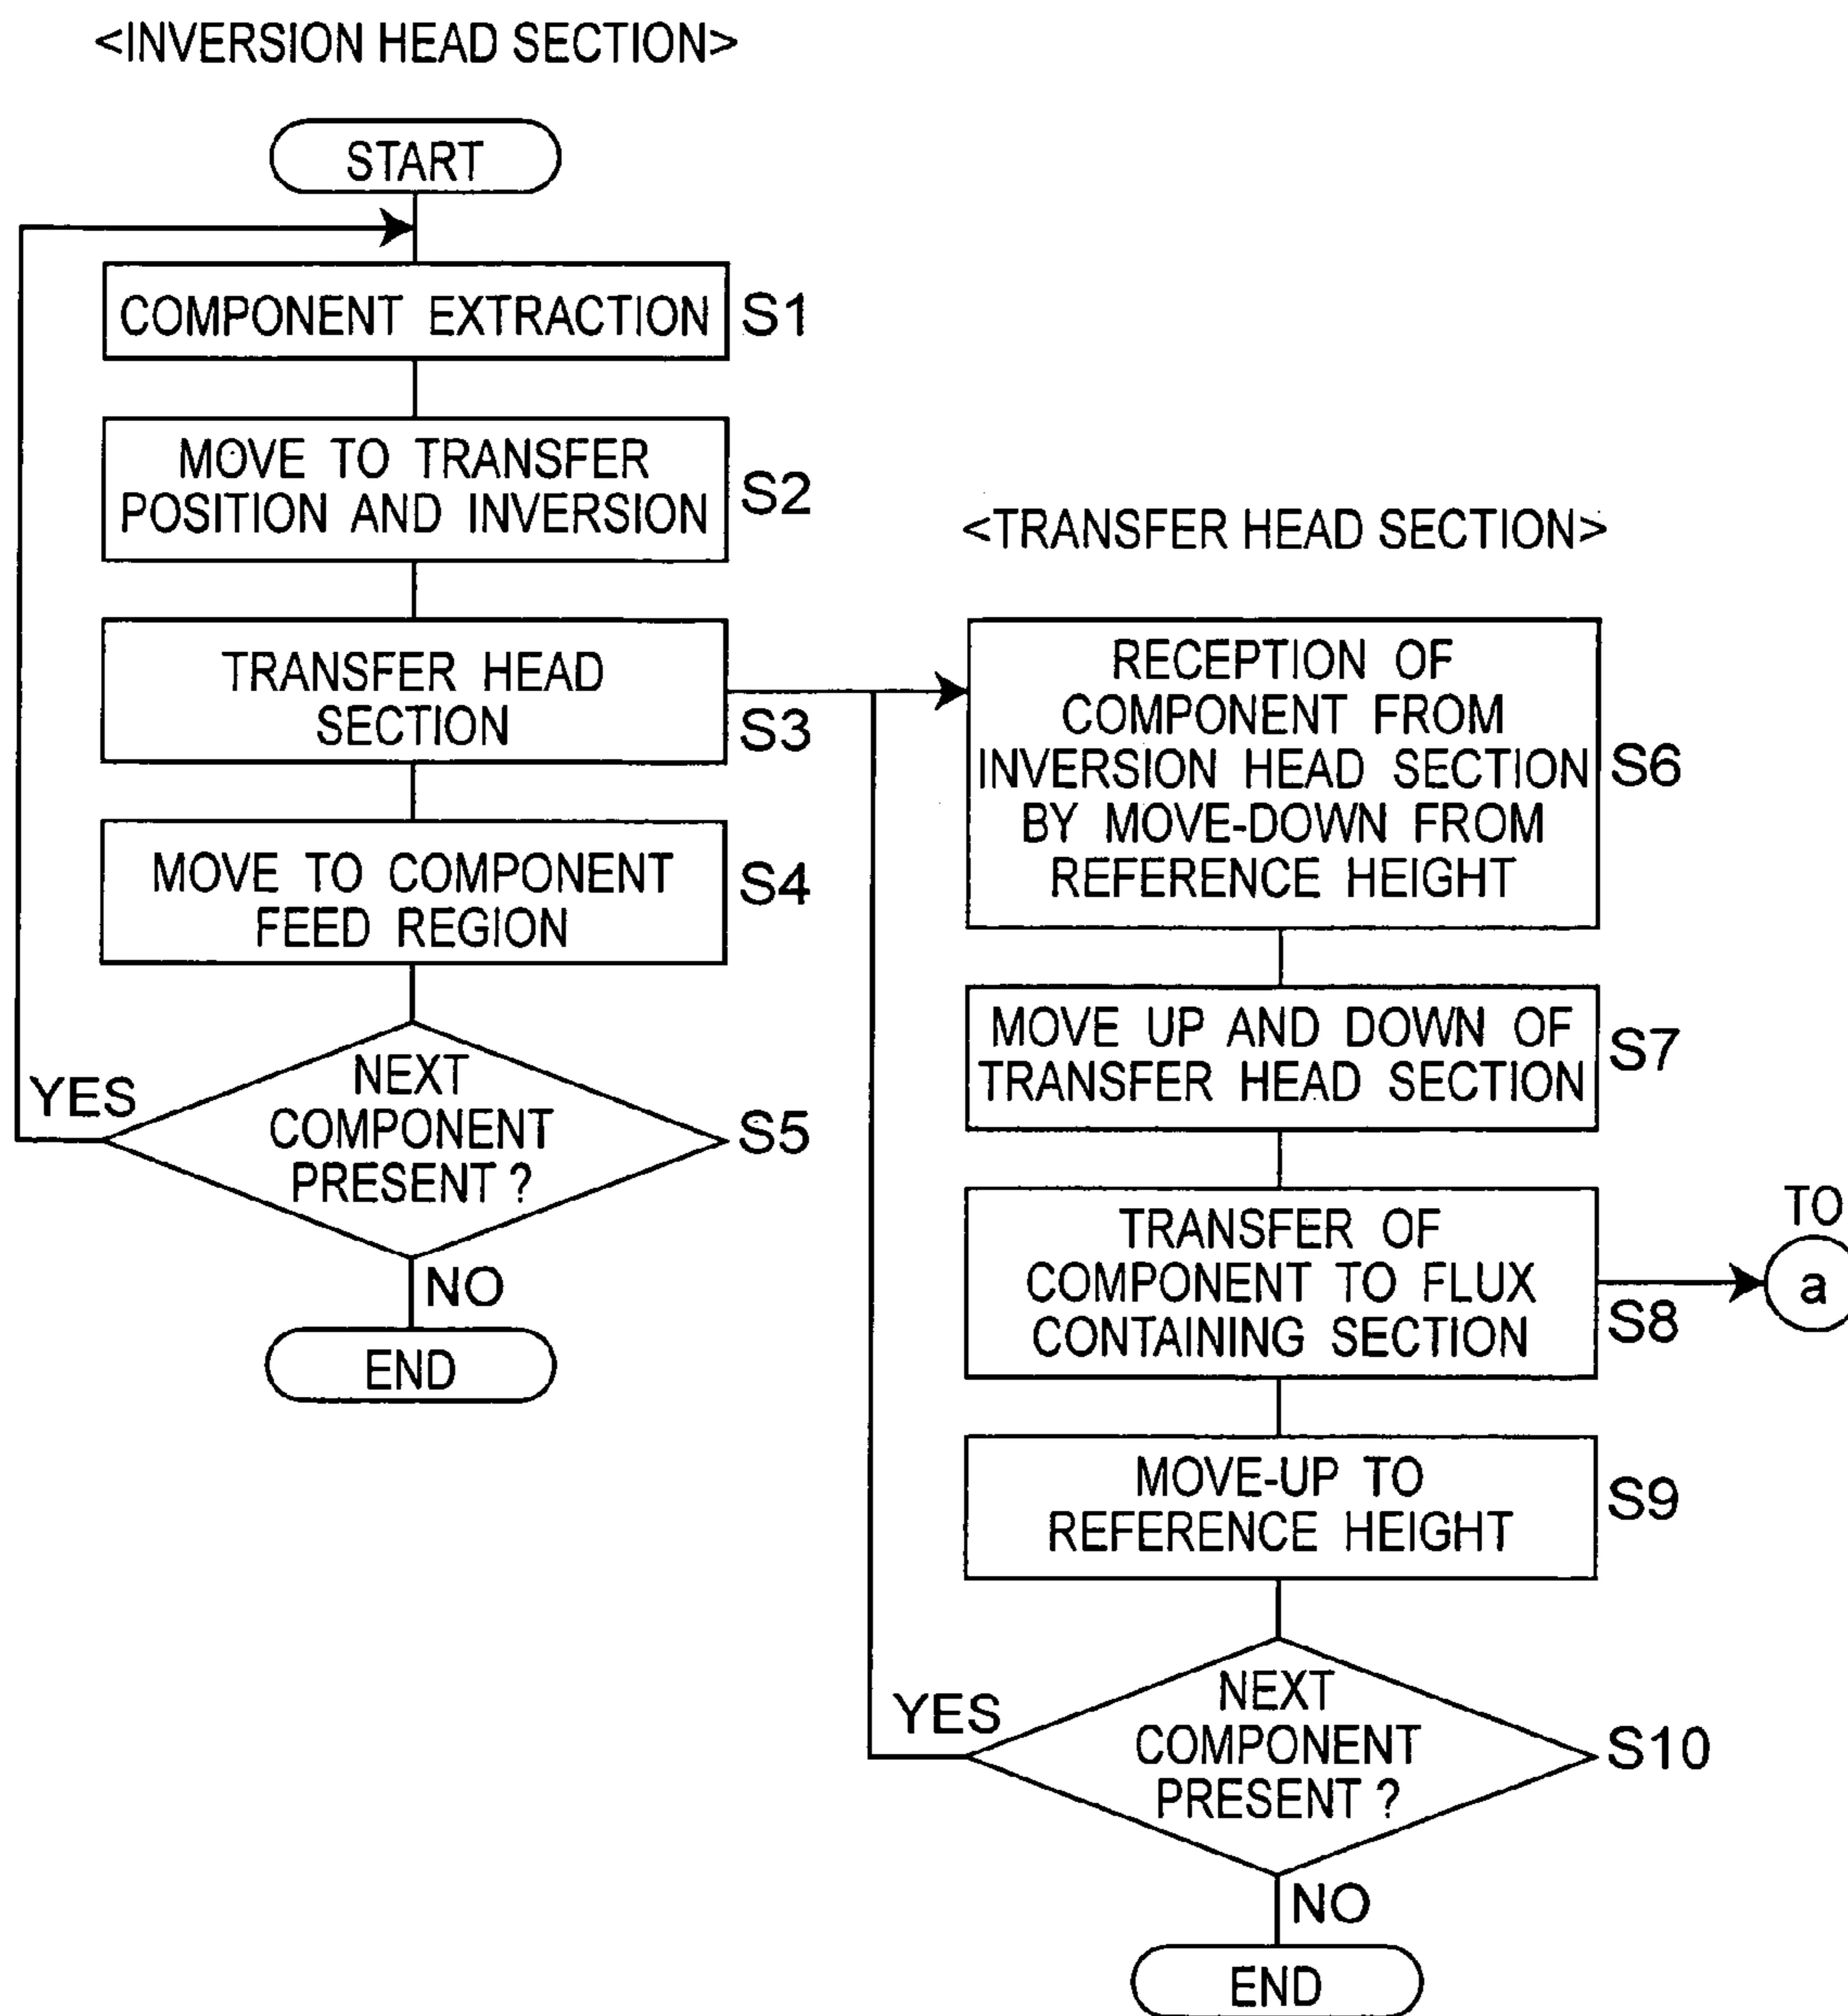 <INVERSION HEAD SECTION>
START
COMPONENT EXTRACTION
S1
MOVE TO TRANSFER
POSITION AND INVERSION
S2
TRANSFER HEAD
SECTION
S3
MOVE TO COMPONENT
FEED REGION
S4
NEXT
COMPONENT
PRESENT ?
YES
S5
NO
END
<TRANSFER HEAD SECTION>
RECEPTION OF
COMPONENT FROM
INVERSION HEAD SECTION
BY MOVE-DOWN FROM
REFERENCE HEIGHT
S6
MOVE UP AND DOWN OF
TRANSFER HEAD SECTION
S7
TRANSFER OF
COMPONENT TO FLUX
CONTAINING SECTION
S8
TO
a
MOVE-UP TO
REFERENCE HEIGHT
S9
NEXT
COMPONENT
PRESENT ?
YES
S10
NO
END